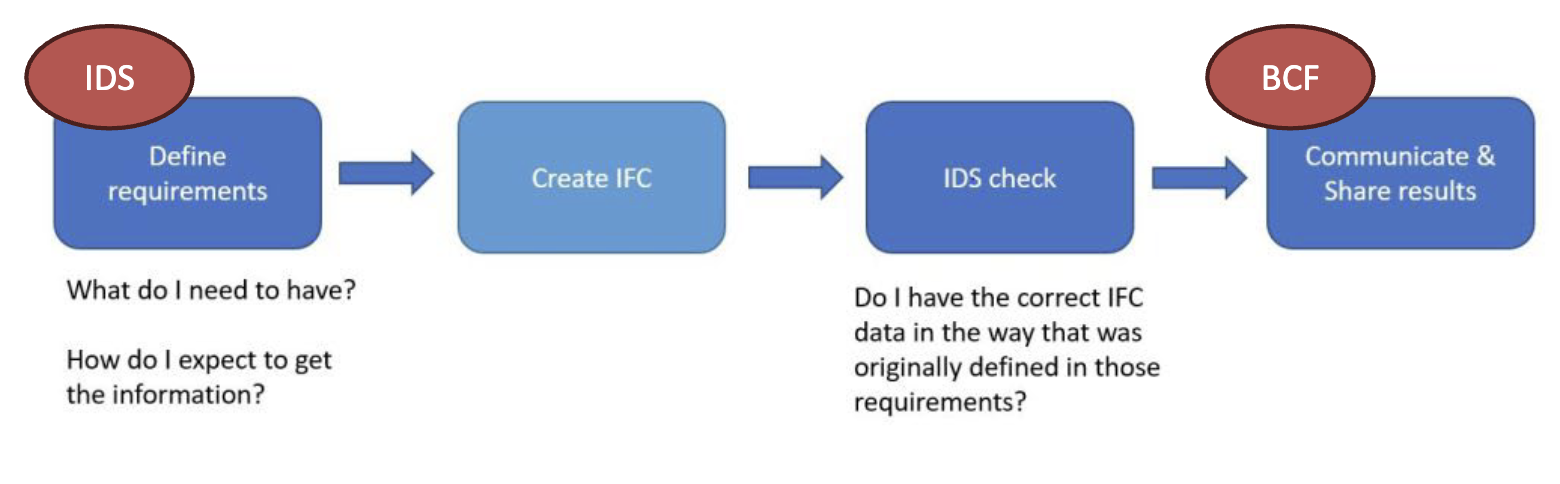 IDS
Define
requirements
Create IFC
IDS check
BCF
Communicate &
Share results
What do I need to have?
How do I expect to get
the information?
Do I have the correct IFC
data in the way that was
originally defined in those
requirements?